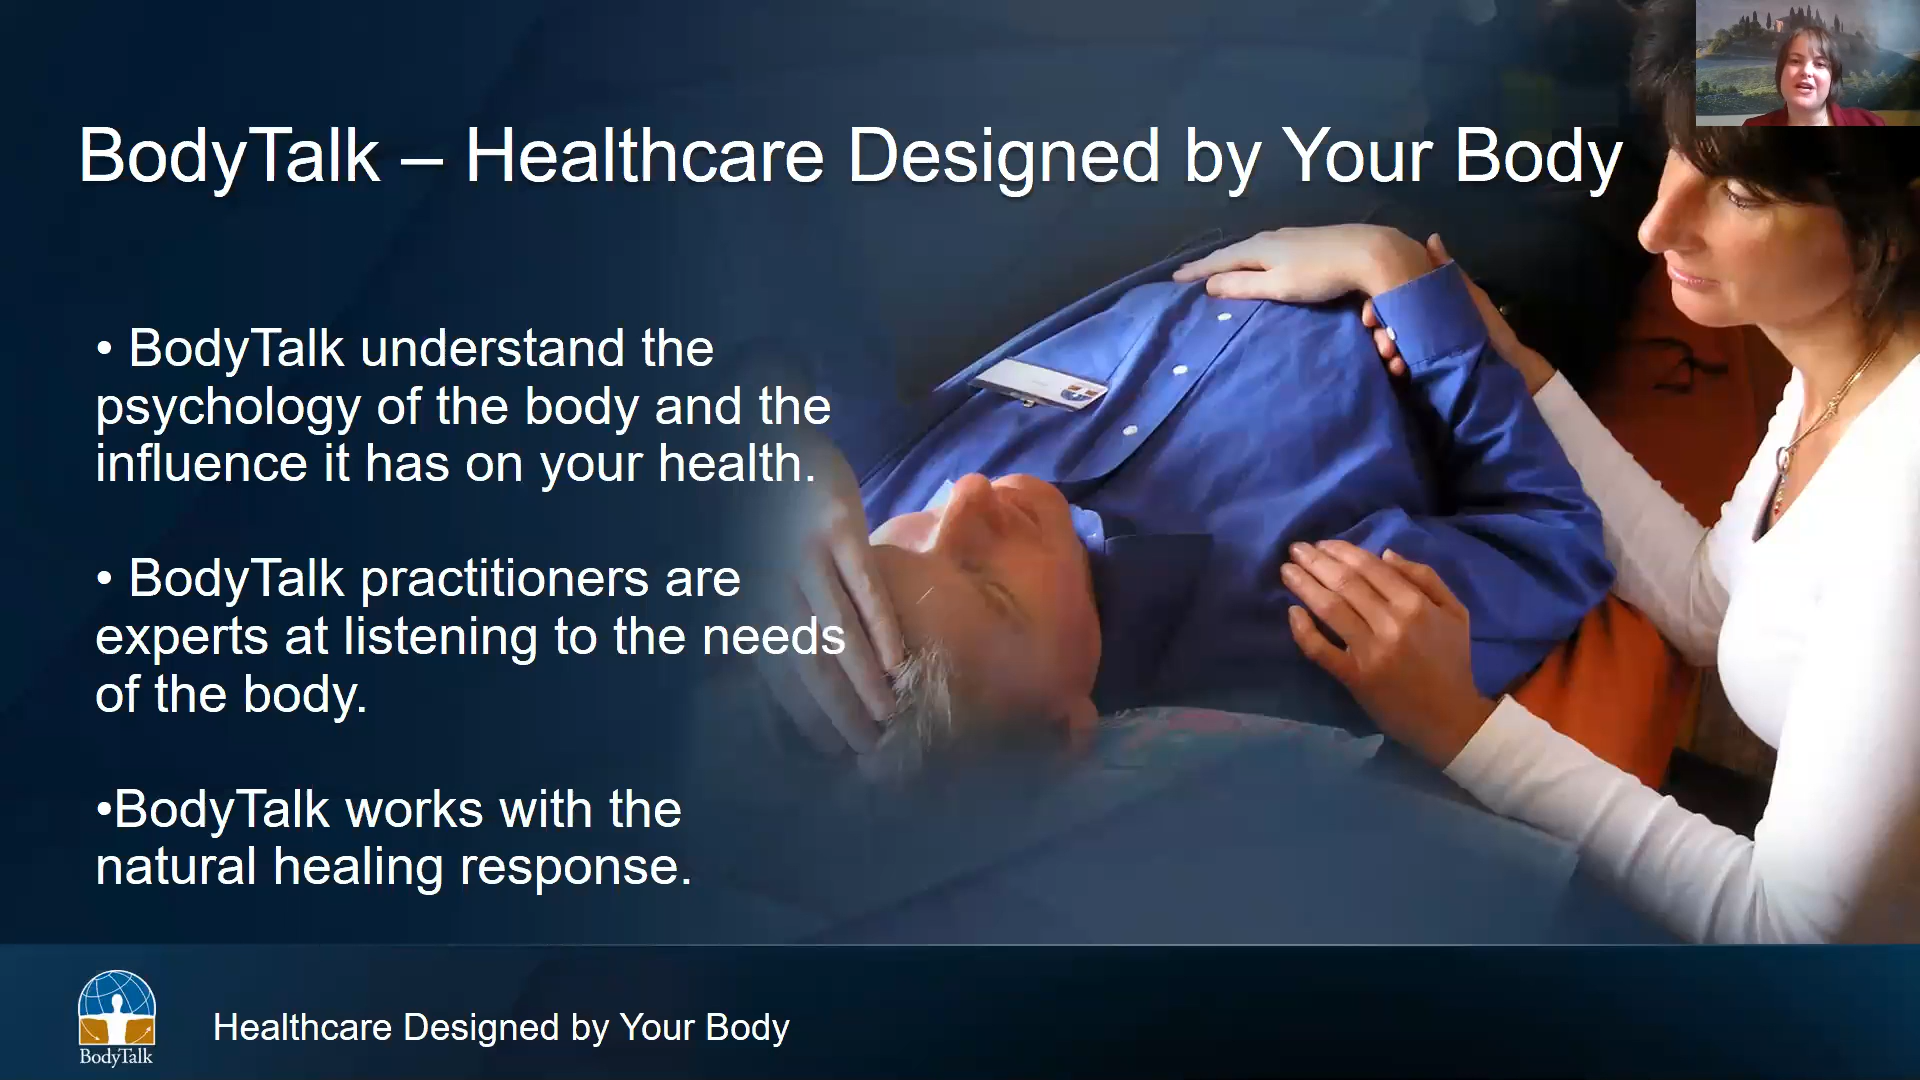 BodyTalk – Healthcare Designed by Your Body
• BodyTalk understand the
psychology of the body and the
influence it has on your health.
• BodyTalk practitioners are
experts at listening to the needs
of the body.
•BodyTalk works with the
natural healing response.
BodyTalk
Healthcare Designed by Your Body